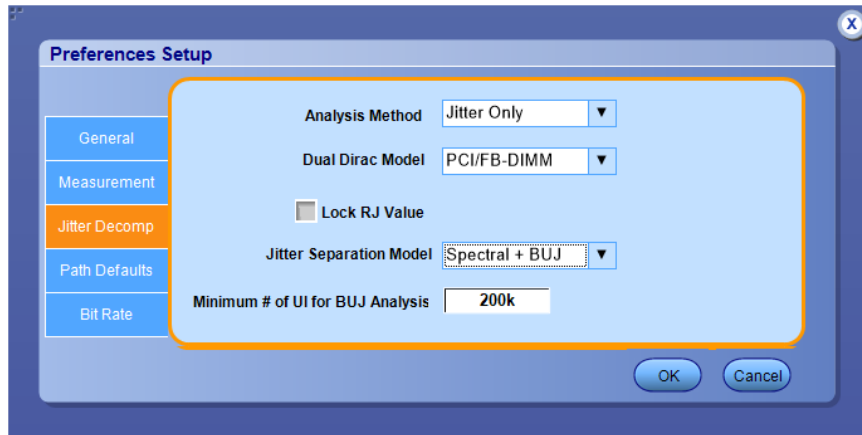 X
Preferences Setup
General
Measurement
Jitter Decomp
Path Defaults
Bit Rate
Analysis Method Jitter Only
Dual Dirac Model PCI/FB-DIMM
Lock RJ Value
Jitter Separation Model Spectral + BUJ
Minimum # of UI for BUJ Analysis 200k
OK Cancel